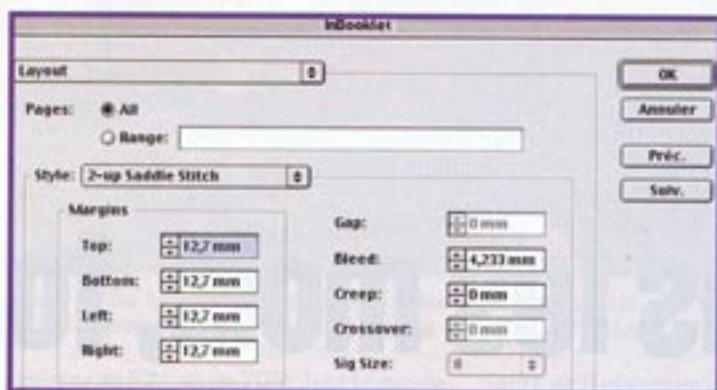 InBooklet
Layout
OK
Pages: All
Annuler
Range:
Préc.
Style: 2-up Saddle Stitch
Suiv.
Margins
Gap: 0 mm
Top: 12,7 mm
Bleed: 4,233 mm
Bottom: 12,7 mm
Creep: 0 mm
Left: 12,7 mm
Crossover: 0 mm
Right: 12,7 mm
Sig Size: